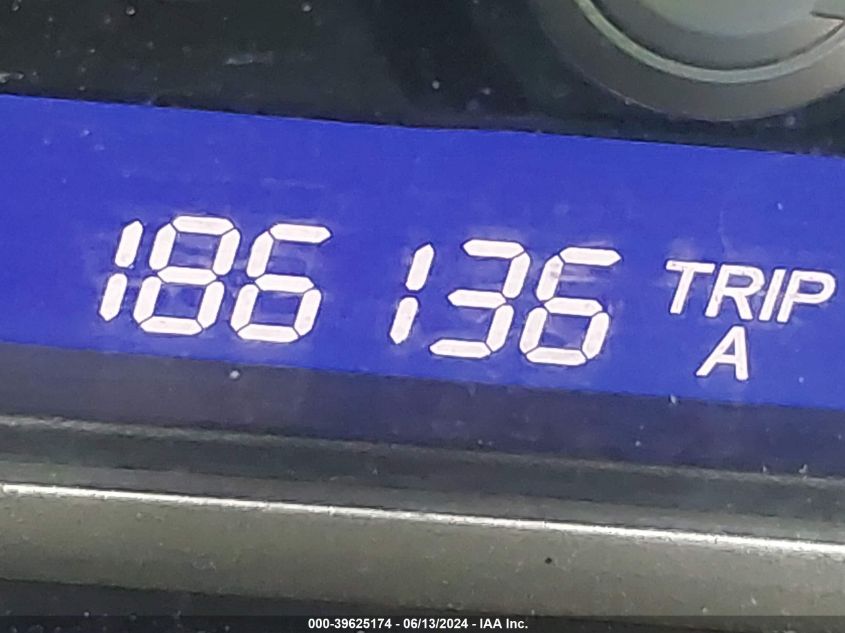 186 136 TRIP
A
000-39625174 - 06/13/2024 - IAA Inc.